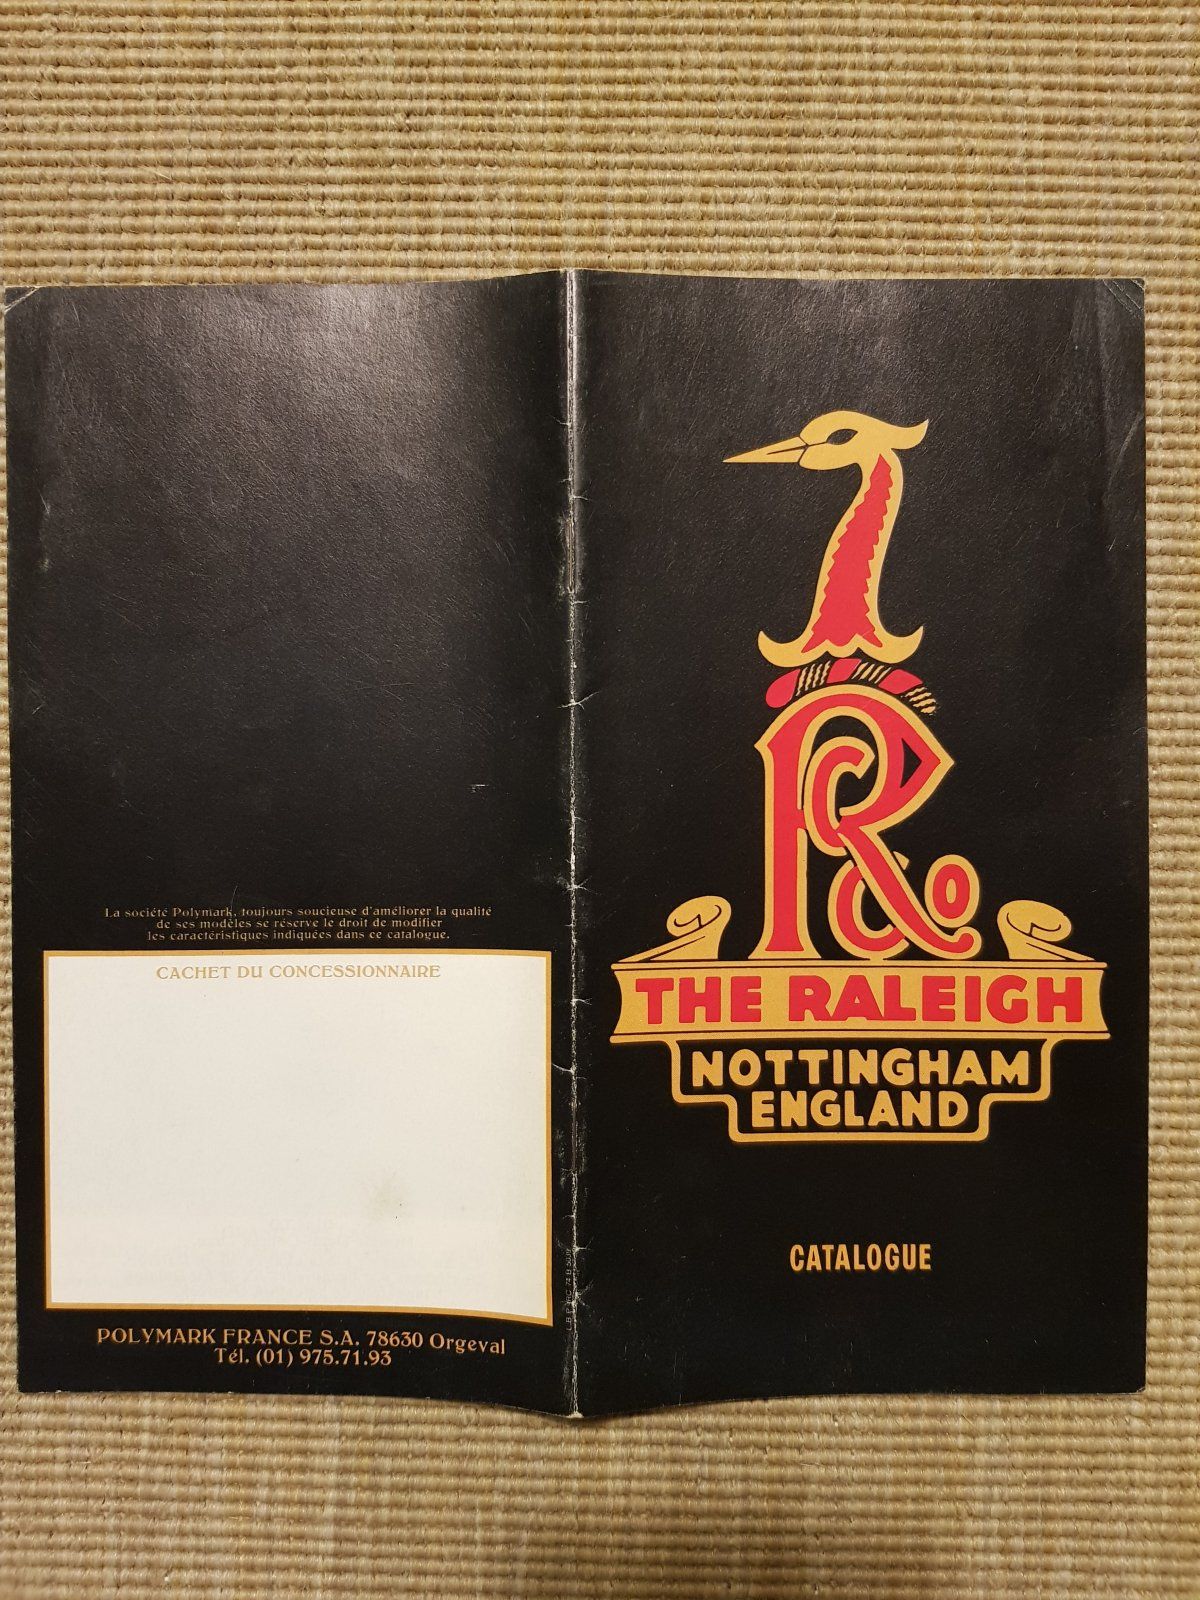 La société Polymark, toujours soucieuse d'améliorer la qualité
de ses modèles se réserve le droit de modifier
les caractéristiques indiquées dans ce catalogue.
CACHET DU CONCESSIONNAIRE
POLYMARK FRANCE S.A. 78630 Orgeval
Tél. (01) 975.71.93
RC&Co
THE RALEIGH
NOTTINGHAM
ENGLAND
CATALOGUE